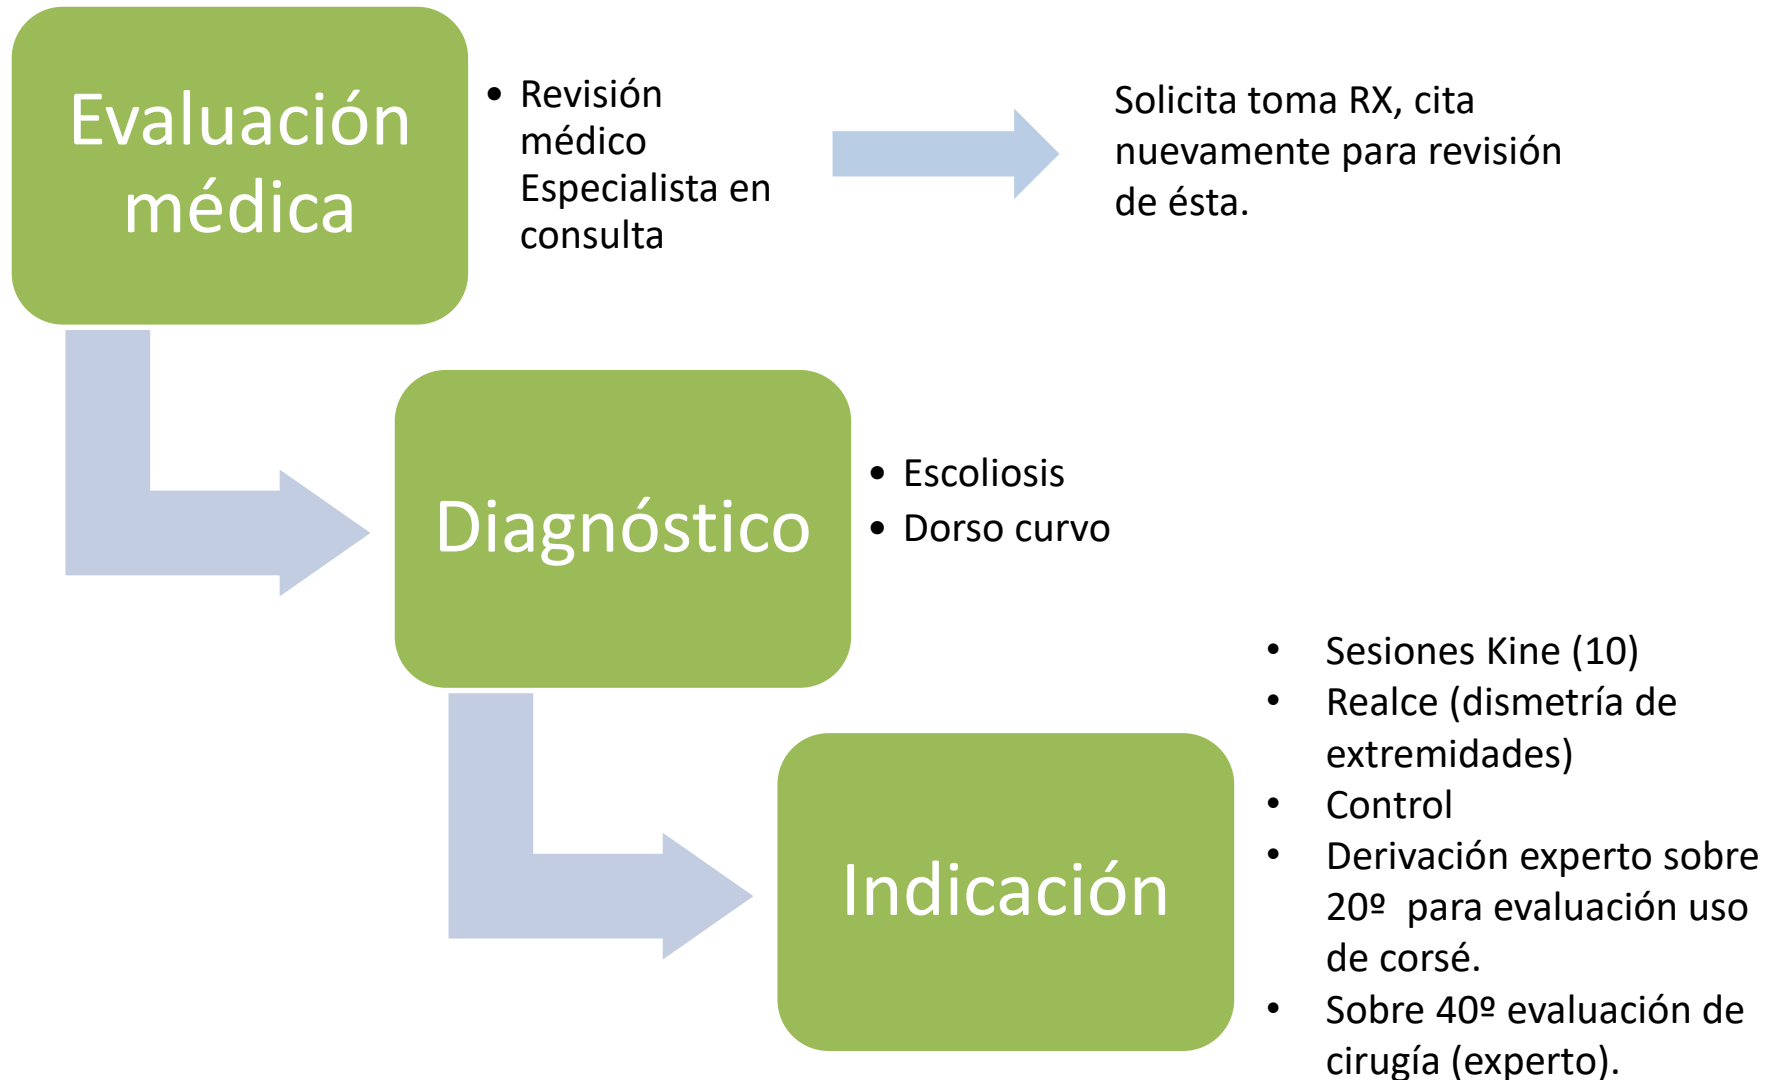 Evaluación
médica
• Revisión
médico
Especialista en
consulta
Solicita toma RX, cita
nuevamente para revisión
de ésta.
Diagnóstico
• Escoliosis
• Dorso curvo
Indicación
• Sesiones Kine (10)
• Realce (dismetría de
extremidades)
• Control
• Derivación experto sobre
20º para evaluación uso
de corsé.
• Sobre 40º evaluación de
cirugía (experto).